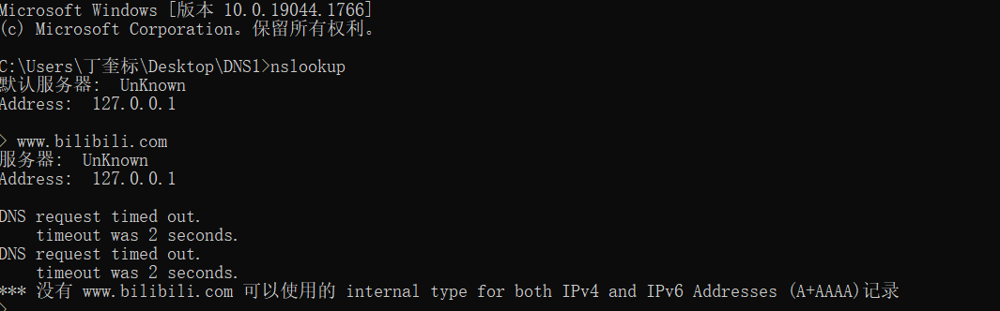 Microsoft Windows [版本 10.0.19044.1766]
(c) Microsoft Corporation。保留所有权利。
C:\Users\丁奎标\Desktop\DNS1>nslookup
默认服务器:  UnKnown
Address:  127.0.0.1
> www.bilibili.com
服务器:  UnKnown
Address:  127.0.0.1
DNS request timed out.
    timeout was 2 seconds.
DNS request timed out.
    timeout was 2 seconds.
*** 没有 www.bilibili.com 可以使用的 internal type for both IPv4 and IPv6 Addresses (A+AAAA)记录
>